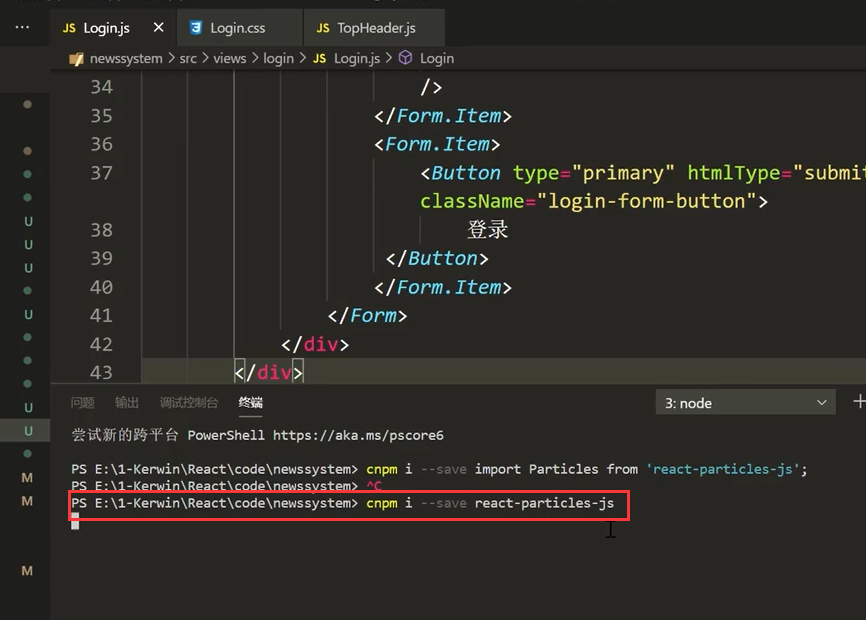 ··· JS Login.js × Login.css JS TopHeader.js
newssystem > src > views > login > JS Login.js > Login
34 />
35 </Form.Item>
36 <Form.Item>
37 <Button type="primary" htmlType="submit
className="login-form-button">
38 登录
39 </Button>
40 </Form.Item>
41 </Form>
42 </div>
43 </div>
U
U
U
U
U
U
M
M
M
问题 输出 调试控制台 终端 3: node +
尝试新的跨平台 PowerShell https://aka.ms/pscore6
PS E:\1-Kerwin\React\code\newssystem> cnpm i --save import Particles from 'react-particles-js';
PS E:\1-Kerwin\React\code\newssystem> ^C
PS E:\1-Kerwin\React\code\newssystem> cnpm i --save react-particles-js